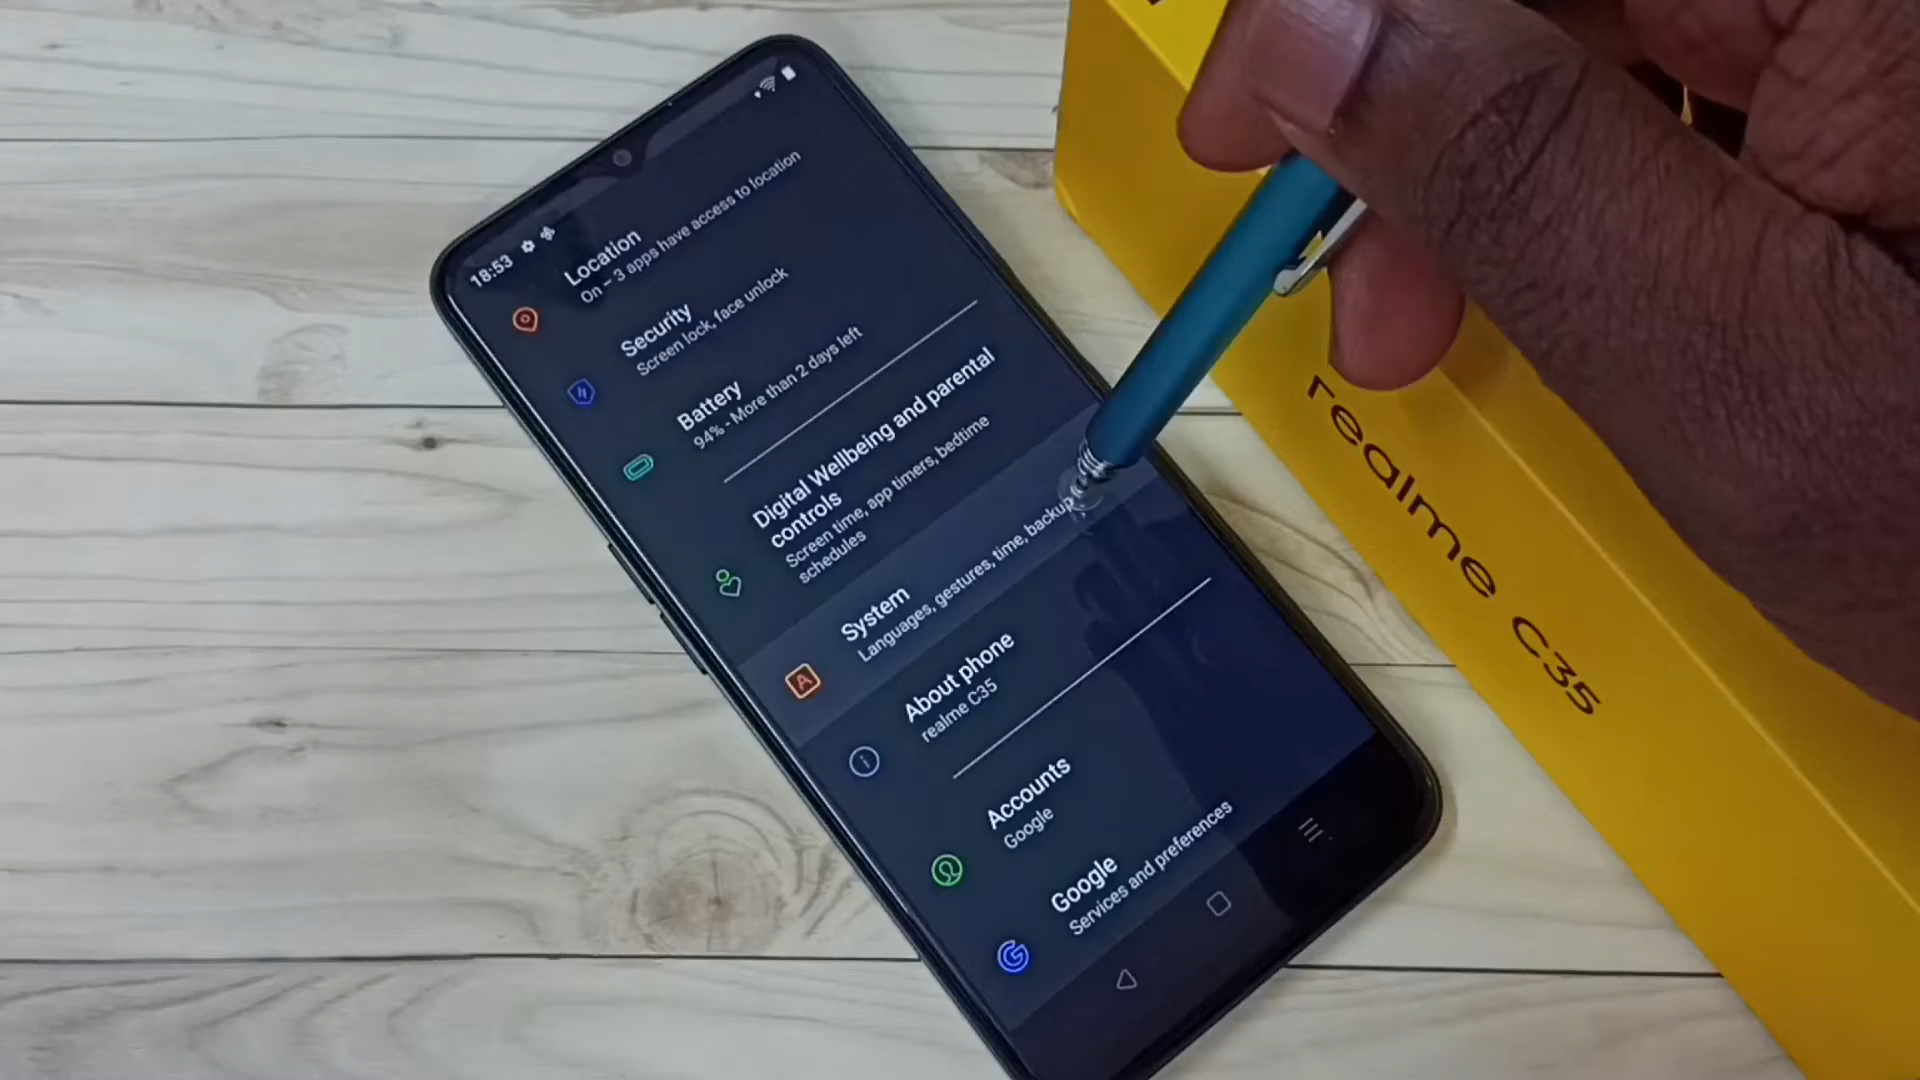 18:53
Location
On – 3 apps have access to location
Security
Screen lock, face unlock
Battery
94% - More than 2 days left
Digital Wellbeing and parental
controls
Screen time, app timers, bedtime
schedules
System
Languages, gestures, time, backup
About phone
realme C35
Accounts
Google
Google
Services and preferences
realme C35